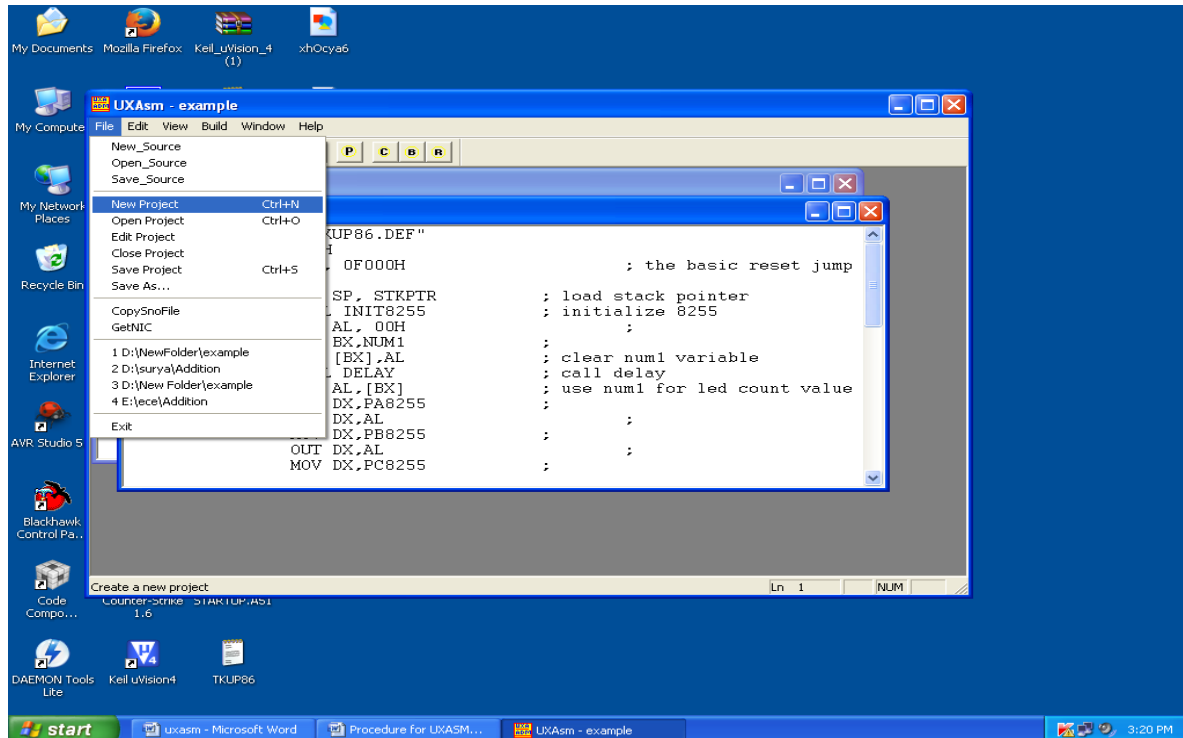 My Documents
Mozilla Firefox
Keil_uVision_4
(1)
xhOcya6
UXAsm - example
My Compute
File Edit View Build Window Help
New_Source
Open_Source
Save_Source
P C B R
New Project Ctrl+N
Open Project Ctrl+O
Edit Project
Close Project
Save Project Ctrl+S
Save As...
CopySnoFile
GetNIC
1 D:\NewFolder\example
2 D:\surya\Addition
3 D:\New Folder\example
4 E:\ece\Addition
Exit
My Network
Places
Recycle Bin
Internet
Explorer
AVR Studio 5
Blackhawk
Control Pa..
Code
Compo...
KUP86.DEF"
H
, 0F000H ; the basic reset jump
SP, STKPTR ; load stack pointer
L INIT8255 ; initialize 8255
AL, 00H ;
BX,NUM1 ;
[BX],AL ; clear num1 variable
L DELAY ; call delay
AL,[BX] ; use num1 for led count value
DX,PA8255 ;
DX,AL ;
DX,PB8255 ;
OUT DX,AL ;
MOV DX,PC8255 ;
Create a new project Ln 1 NUM
Counter-Strike
1.6
STARTUP.A51
DAEMON Tools
Lite
Keil uVision4
TKUP86
start
uxasm - Microsoft Word
Procedure for UXASM...
UXAsm - example
3:20 PM